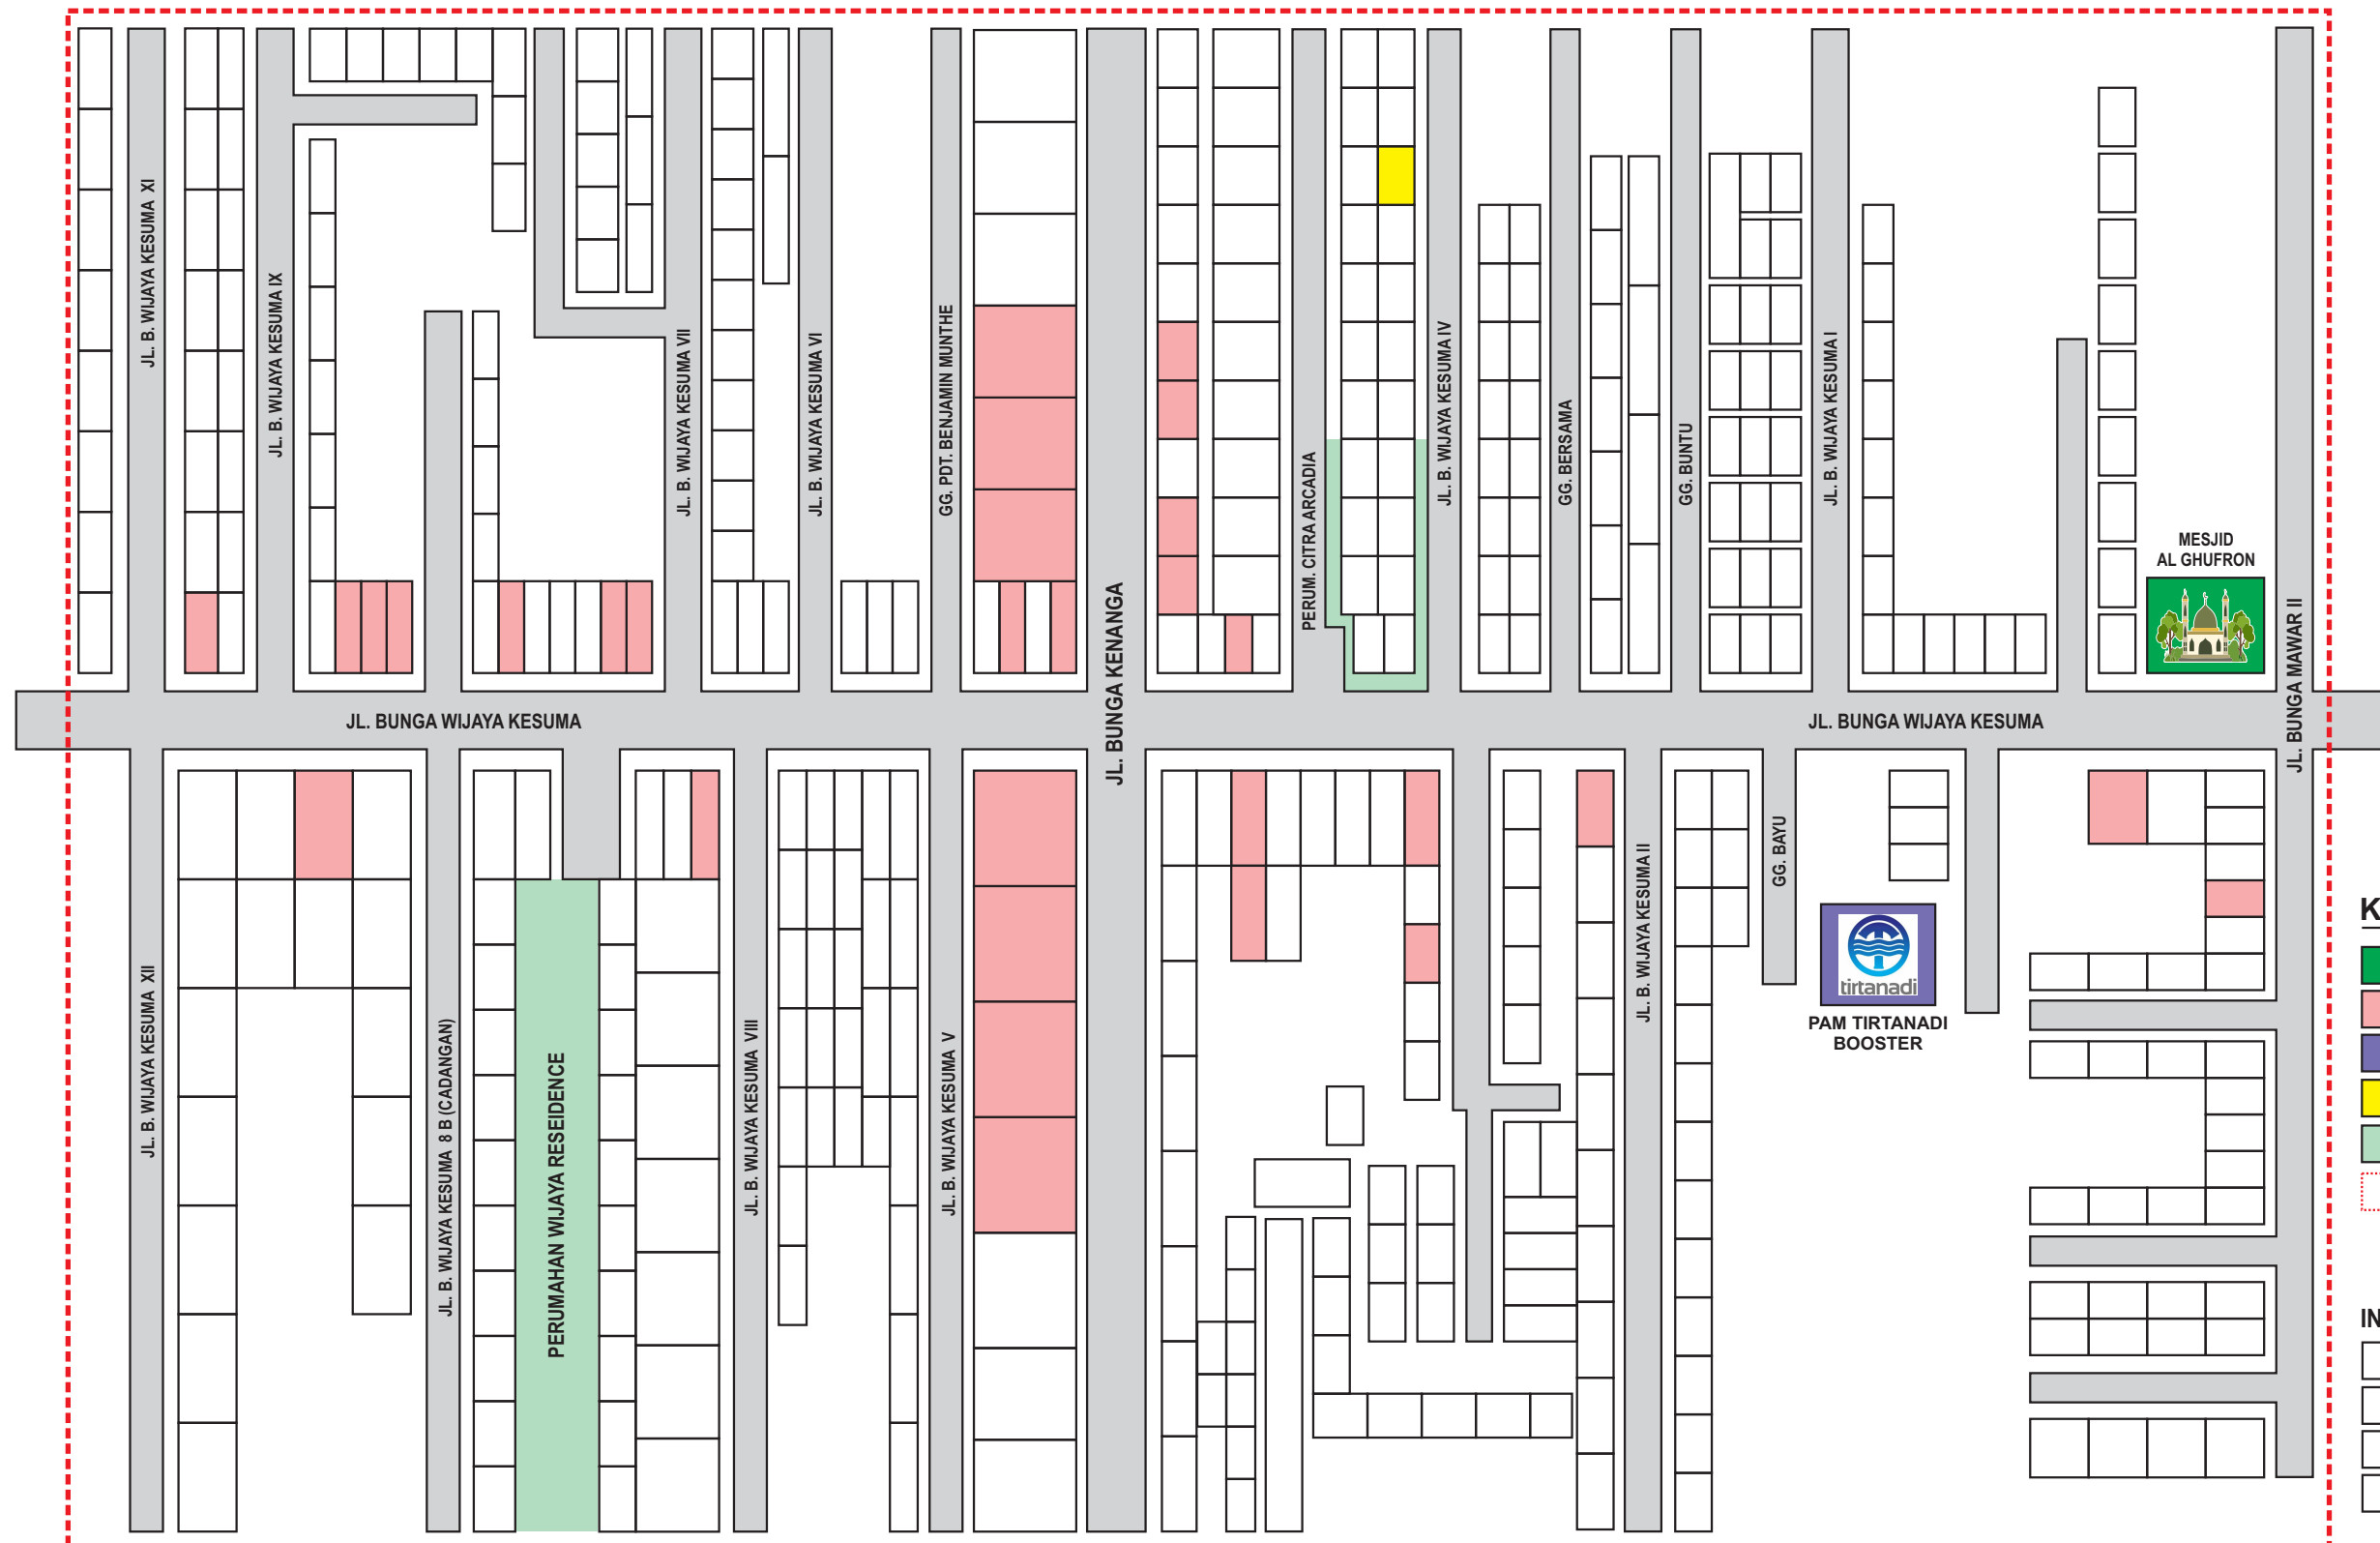 JL. B. WIJAYA KESUMA XI
JL. B. WIJAYA KESUMA IX
JL. B. WIJAYA KESUMA VII
JL. B. WIJAYA KESUMA VI
GG. PDT. BENJAMIN MUNTHE
JL. BUNGA KENANGA
PERUM. CITRA ARCADIA
JL. B. WIJAYA KESUMA IV
GG. BERSAMA
GG. BUNTU
JL. B. WIJAYA KESUMA I
MESJID
AL GHUFRON
JL. BUNGA MAWAR II
JL. BUNGA WIJAYA KESUMA
JL. BUNGA WIJAYA KESUMA
JL. B. WIJAYA KESUMA XII
JL. B. WIJAYA KESUMA 8 B (CADANGAN)
PERUMAHAN WIJAYA RESEIDENCE
JL. B. WIJAYA KESUMA VIII
JL. B. WIJAYA KESUMA V
JL. B. WIJAYA KESUMA II
GG. BAYU
tirtanadi
PAM TIRTANADI
BOOSTER
K
IN